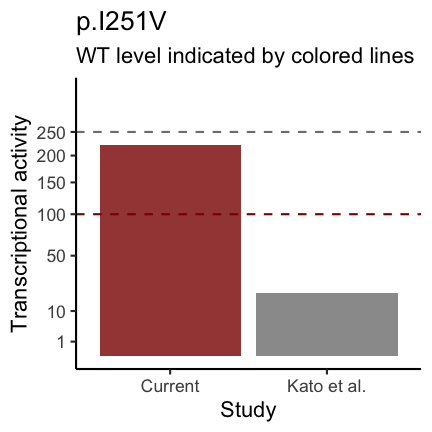 p.I251V
WT level indicated by colored lines
Transcriptional activity
250
200
150
100
50
10
1
Current
Kato et al.
Study